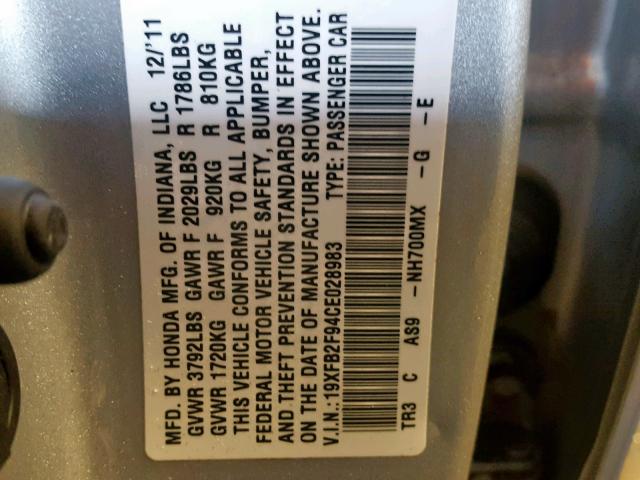 MFD. BY HONDA MFG. OF INDIANA, LLC 12/'11
GVWR 3792LBS GAWR F 2029LBS R 1786LBS
GVWR 1720KG GAWR F 920KG R 810KG
THIS VEHICLE CONFORMS TO ALL APPLICABLE
FEDERAL MOTOR VEHICLE SAFETY, BUMPER,
AND THEFT PREVENTION STANDARDS IN EFFECT
ON THE DATE OF MANUFACTURE SHOWN ABOVE.
V.I.N.:19XFB2F94CE028983 TYPE: PASSENGER CAR
TR3 C AS9 -NH700MX -G -E